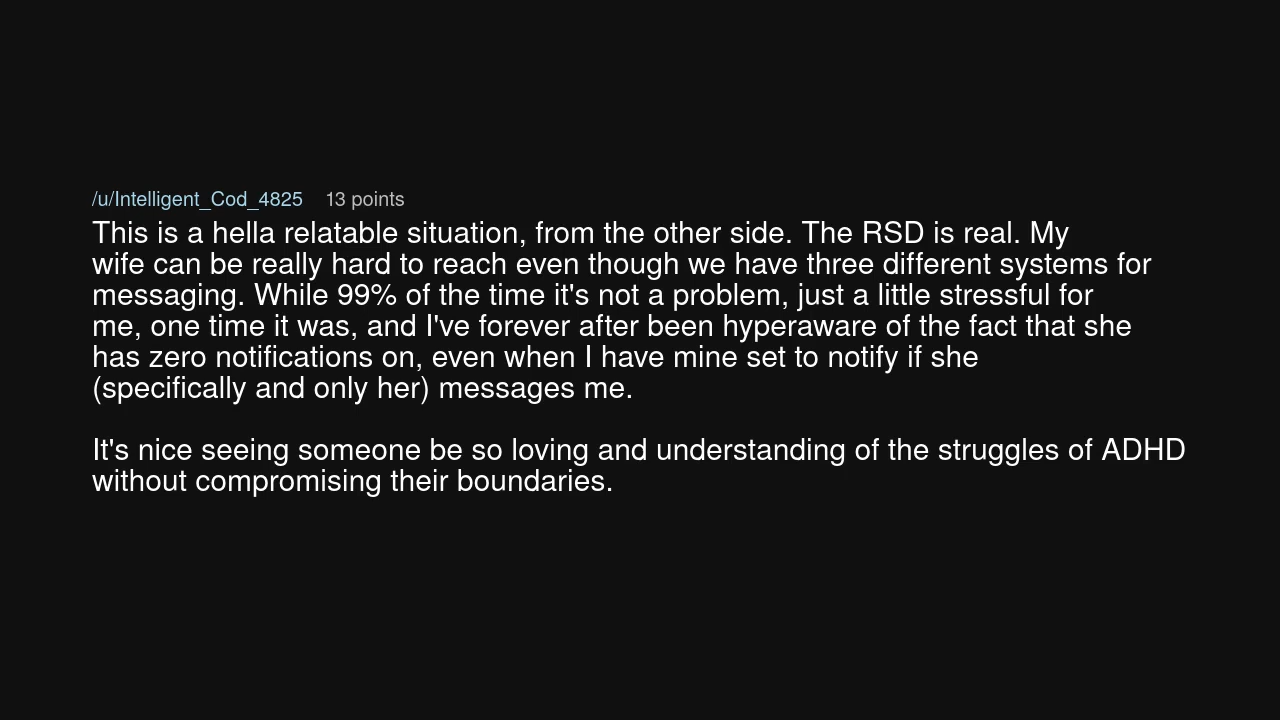 /u/Intelligent_Cod_4825 13 points
This is a hella relatable situation, from the other side. The RSD is real. My
wife can be really hard to reach even though we have three different systems for
messaging. While 99% of the time it's not a problem, just a little stressful for
me, one time it was, and I've forever after been hyperaware of the fact that she
has zero notifications on, even when I have mine set to notify if she
(specifically and only her) messages me.
It's nice seeing someone be so loving and understanding of the struggles of ADHD
without compromising their boundaries.